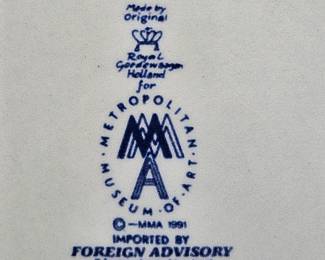 Made by
Original
Royal
Goedewaagen
Holland
for
METROPOLITAN
MMA
MUSEUM · OF · ART ·
© – MMA 1991
IMPORTED BY
FOREIGN ADVISORY